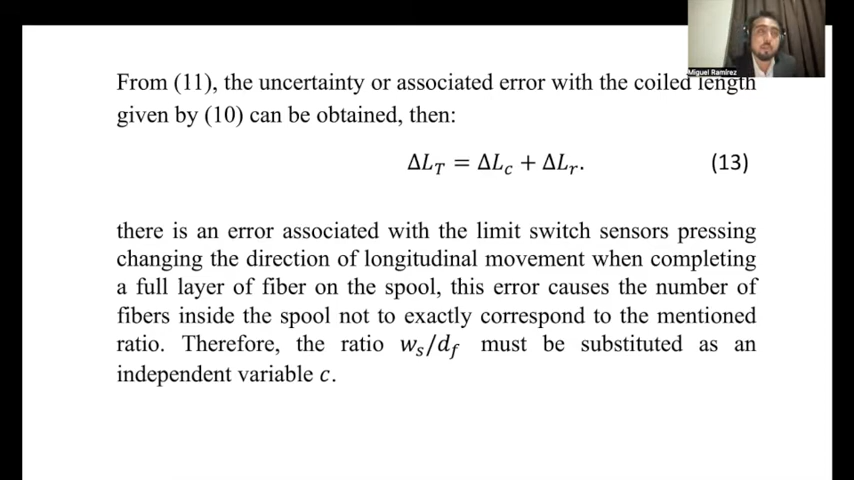 Miguel Ramírez
From (11), the uncertainty or associated error with the coiled length
given by (10) can be obtained, then:
ΔL_T = ΔL_c + ΔL_r. (13)
there is an error associated with the limit switch sensors pressing
changing the direction of longitudinal movement when completing
a full layer of fiber on the spool, this error causes the number of
fibers inside the spool not to exactly correspond to the mentioned
ratio. Therefore, the ratio w_s/d_f must be substituted as an
independent variable c.